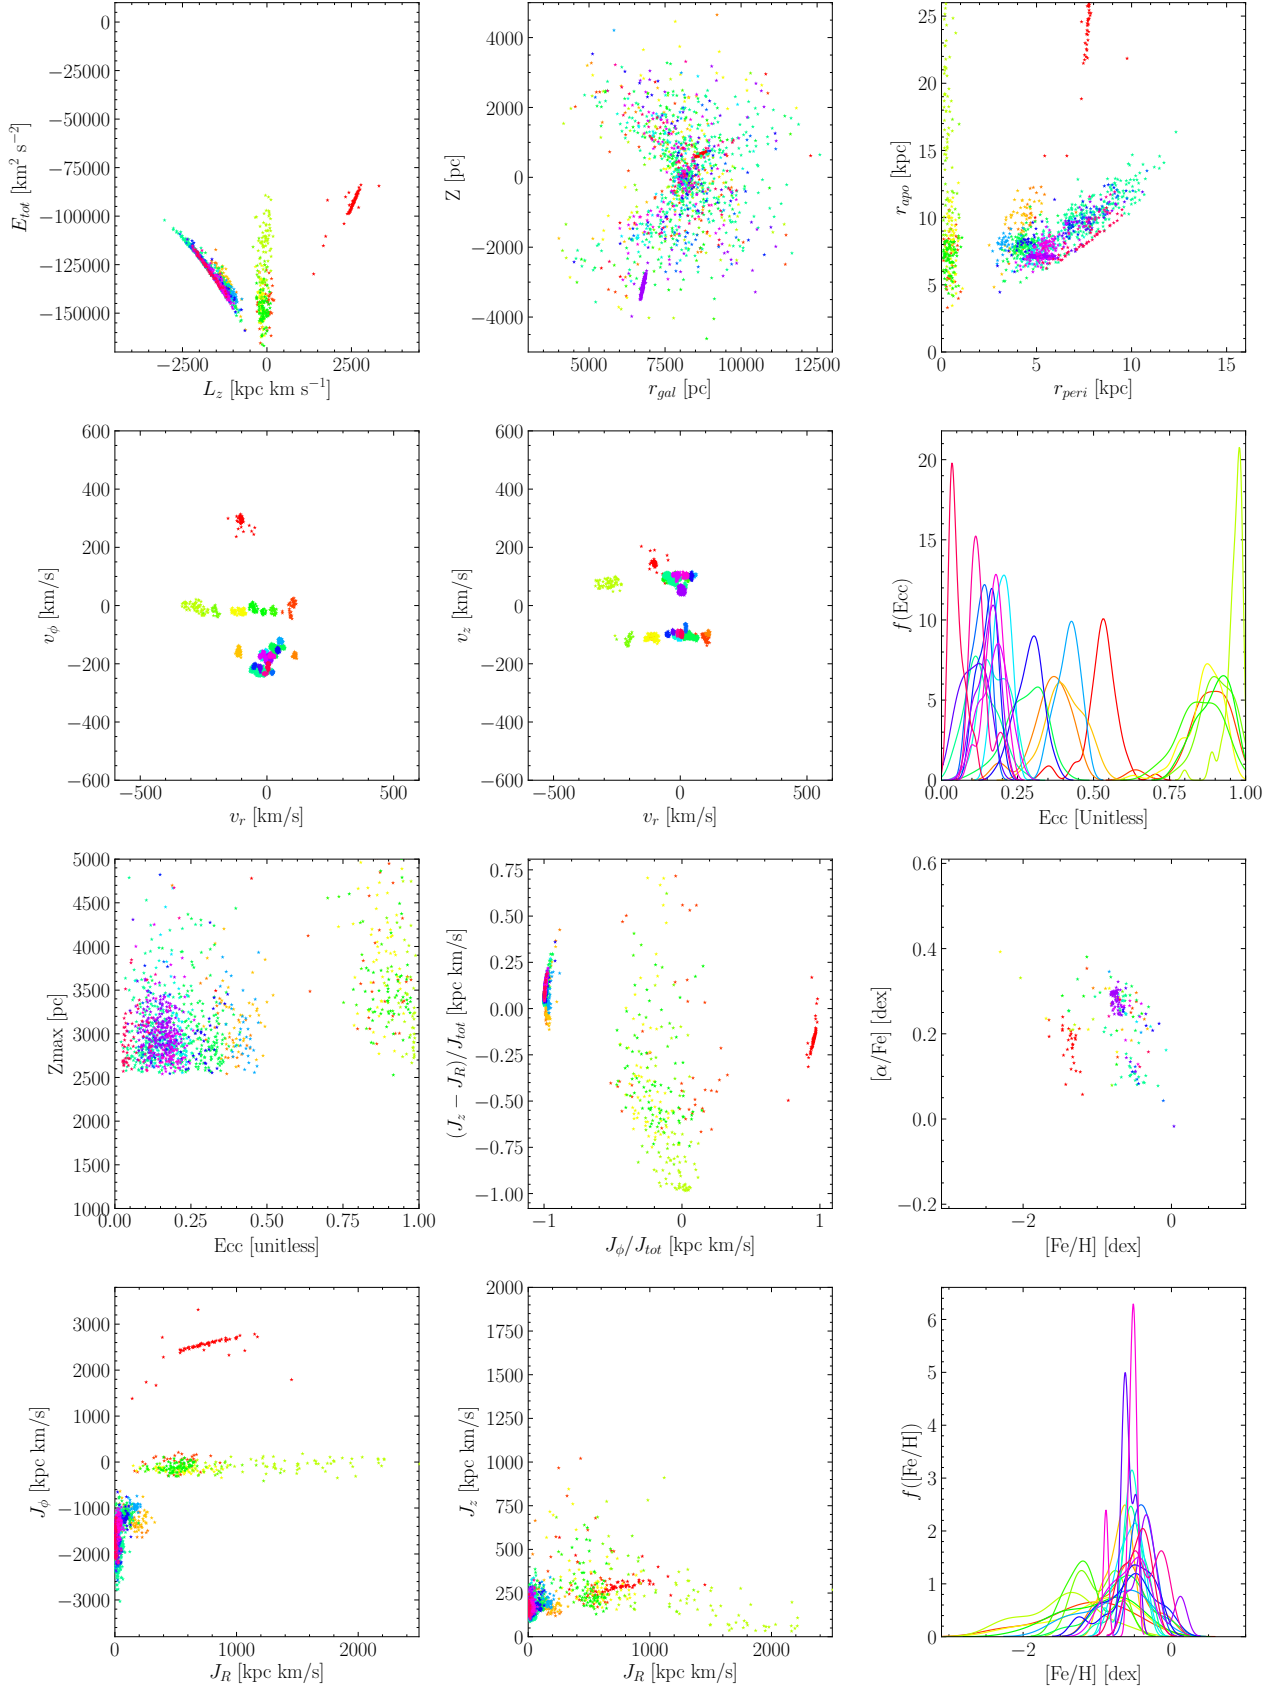 0
−25000
−50000
−75000
−100000
−125000
−150000
E_tot [km² s⁻²]
−2500 0 2500
L_z [kpc km s⁻¹]
4000
2000
0
−2000
−4000
Z [pc]
5000 7500 10000 12500
r_gal [pc]
25
20
15
10
5
0
r_apo [kpc]
0 5 10 15
r_peri [kpc]
600
400
200
0
−200
−400
−600
v_ϕ [km/s]
−500 0 500
v_r [km/s]
600
400
200
0
−200
−400
−600
v_z [km/s]
−500 0 500
v_r [km/s]
20
15
10
5
0
f(Ecc)
0.00 0.25 0.50 0.75 1.00
Ecc [Unitless]
5000
4500
4000
3500
3000
2500
2000
1500
1000
Zmax [pc]
0.00 0.25 0.50 0.75 1.00
Ecc [unitless]
0.75
0.50
0.25
0.00
−0.25
−0.50
−0.75
−1.00
(J_z − J_R)/J_tot [kpc km/s]
−1 0 1
J_ϕ/J_tot [kpc km/s]
0.6
0.4
0.2
0.0
−0.2
[α/Fe] [dex]
−2 0
[Fe/H] [dex]
3000
2000
1000
0
−1000
−2000
−3000
J_ϕ [kpc km/s]
0 1000 2000
J_R [kpc km/s]
2000
1750
1500
1250
1000
750
500
250
0
J_z [kpc km/s]
0 1000 2000
J_R [kpc km/s]
6
5
4
3
2
1
0
f([Fe/H])
−2 0
[Fe/H] [dex]